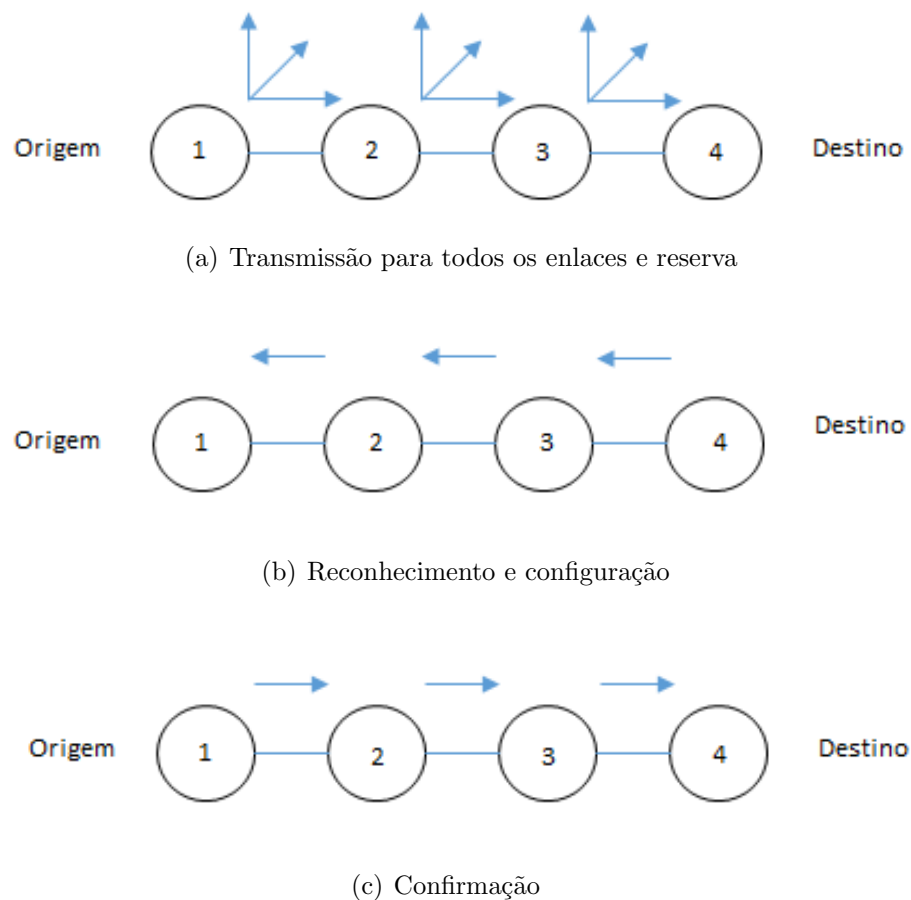 Origem 1 2 3 4 Destino
(a) Transmissão para todos os enlaces e reserva
Origem 1 2 3 4 Destino
(b) Reconhecimento e configuração
Origem 1 2 3 4 Destino
(c) Confirmação